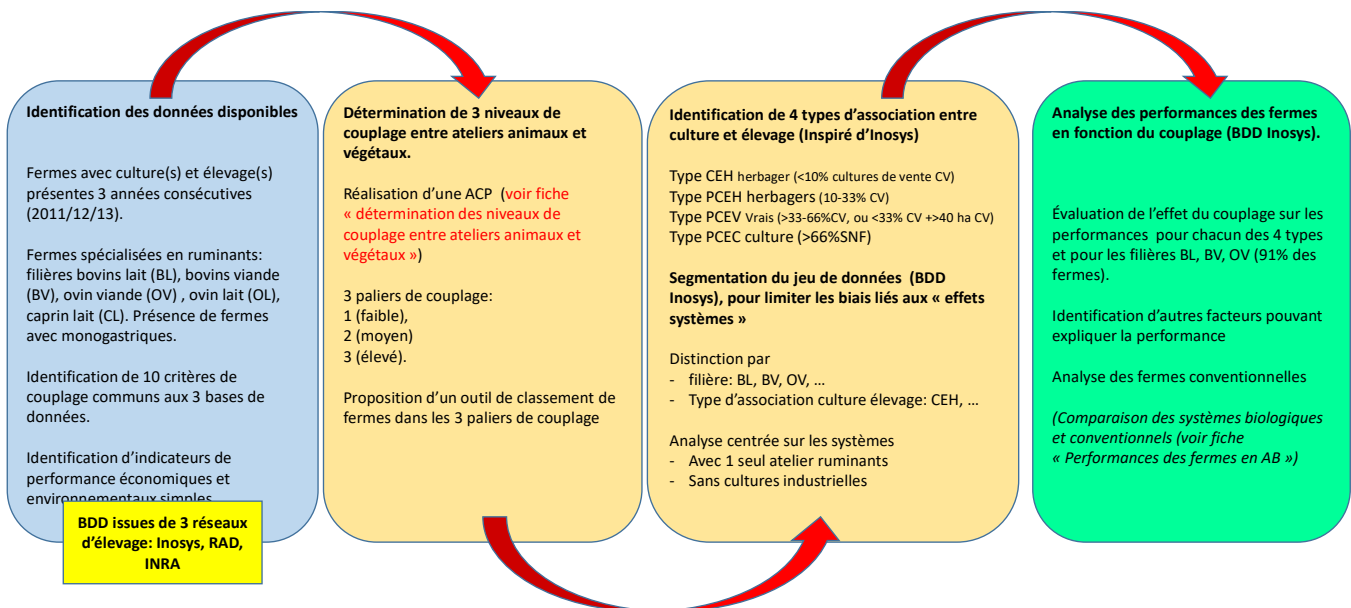 Identification des données disponibles
Fermes avec culture(s) et élevage(s)
présentes 3 années consécutives
(2011/12/13).
Fermes spécialisées en ruminants:
filières bovins lait (BL), bovins viande
(BV), ovin viande (OV) , ovin lait (OL),
caprin lait (CL). Présence de fermes
avec monogastriques.
Identification de 10 critères de
couplage communs aux 3 bases de
données.
Identification d’indicateurs de
performance économiques et
environnementaux simples
BDD issues de 3 réseaux
d’élevage: Inosys, RAD,
INRA
Détermination de 3 niveaux de
couplage entre ateliers animaux et
végétaux.
Réalisation d’une ACP (voir fiche
« détermination des niveaux de
couplage entre ateliers animaux et
végétaux »)
3 paliers de couplage:
1 (faible),
2 (moyen)
3 (élevé).
Proposition d’un outil de classement de
fermes dans les 3 paliers de couplage
Identification de 4 types d’association entre
culture et élevage (Inspiré d’Inosys)
Type CEH herbager (<10% cultures de vente CV)
Type PCEH herbagers (10-33% CV)
Type PCEV Vrais (>33-66%CV, ou <33% CV +>40 ha CV)
Type PCEC culture (>66%SNF)
Segmentation du jeu de données (BDD
Inosys), pour limiter les biais liés aux « effets
systèmes »
Distinction par
- filière: BL, BV, OV, …
- Type d’association culture élevage: CEH, …
Analyse centrée sur les systèmes
- Avec 1 seul atelier ruminants
- Sans cultures industrielles
Analyse des performances des fermes
en fonction du couplage (BDD Inosys).
Évaluation de l’effet du couplage sur les
performances pour chacun des 4 types
et pour les filières BL, BV, OV (91% des
fermes).
Identification d’autres facteurs pouvant
expliquer la performance
Analyse des fermes conventionnelles
(Comparaison des systèmes biologiques
et conventionnels (voir fiche
« Performances des fermes en AB »)